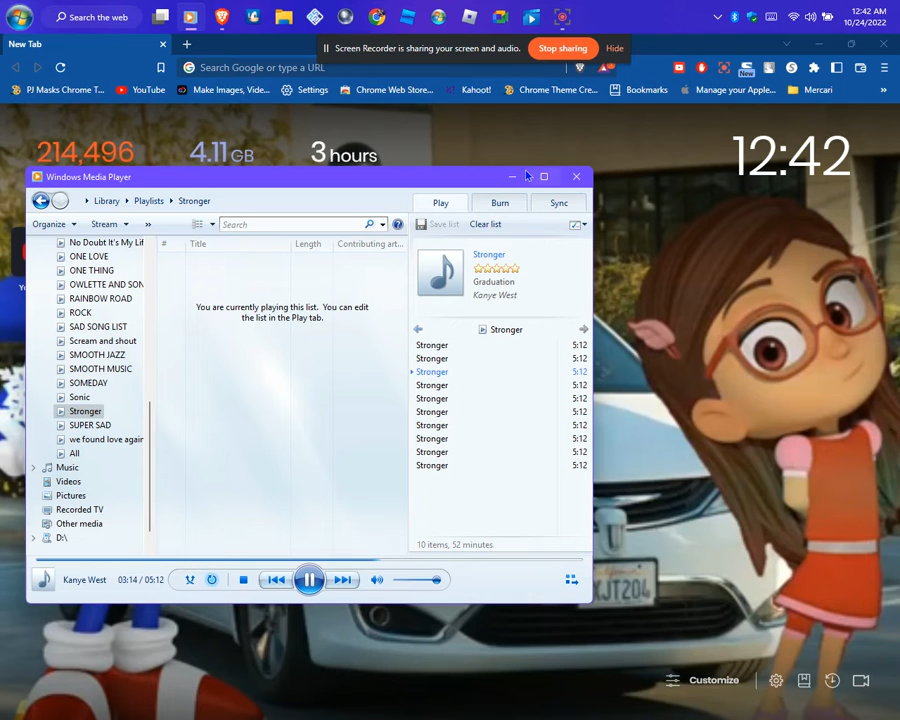 Search the web
12:42 AM
10/24/2022
New Tab
Screen Recorder is sharing your screen and audio.
Stop sharing
Hide
Search Google or type a URL
New
PJ Masks Chrome T...
YouTube
Make Images, Vide...
Settings
Chrome Web Store...
Kahoot!
Chrome Theme Cre...
Bookmarks
Manage your Apple...
Mercari
»
214,496
4.11 GB
3 hours
12:42
Windows Media Player
Library
Playlists
Stronger
Play
Burn
Sync
Organize
Stream
»
Search
Save list
Clear list
No Doubt It's My Lif
ONE LOVE
ONE THING
OWLETTE AND SON
RAINBOW ROAD
ROCK
SAD SONG LIST
Scream and shout
SMOOTH JAZZ
SMOOTH MUSIC
SOMEDAY
Sonic
Stronger
SUPER SAD
we found love again
All
Music
Videos
Pictures
Recorded TV
Other media
D:\
#
Title
Length
Contributing art...
You are currently playing this list. You can edit
the list in the Play tab.
Stronger
Graduation
Kanye West
Stronger
Stronger 5:12
Stronger 5:12
Stronger 5:12
Stronger 5:12
Stronger 5:12
Stronger 5:12
Stronger 5:12
Stronger 5:12
Stronger 5:12
Stronger 5:12
10 items, 52 minutes
Kanye West
03:14 / 05:12
XJT204
Customize